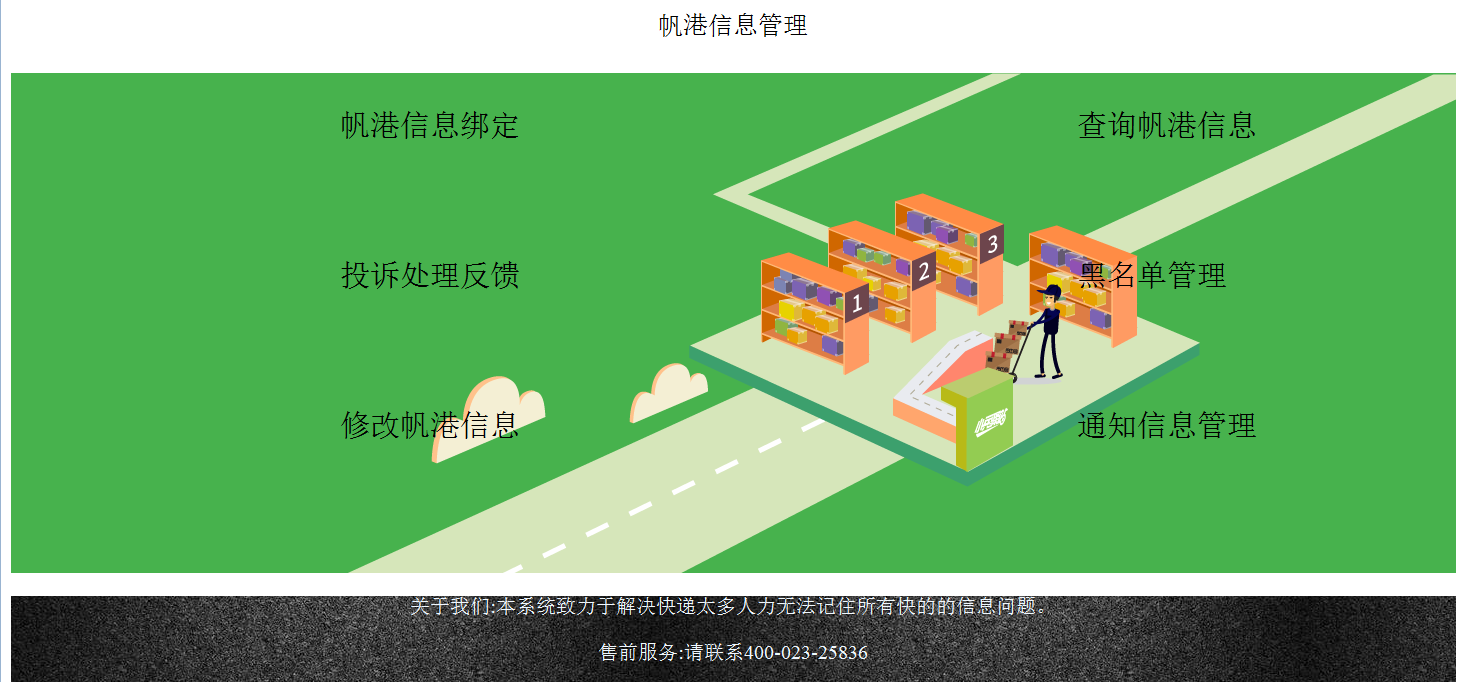 帆港信息管理
帆港信息绑定
查询帆港信息
3
2
1
投诉处理反馈
黑名单管理
修改帆港信息
通知信息管理
关于我们:本系统致力于解决快递太多人力无法记住所有快的的信息问题。
售前服务:请联系400-023-25836